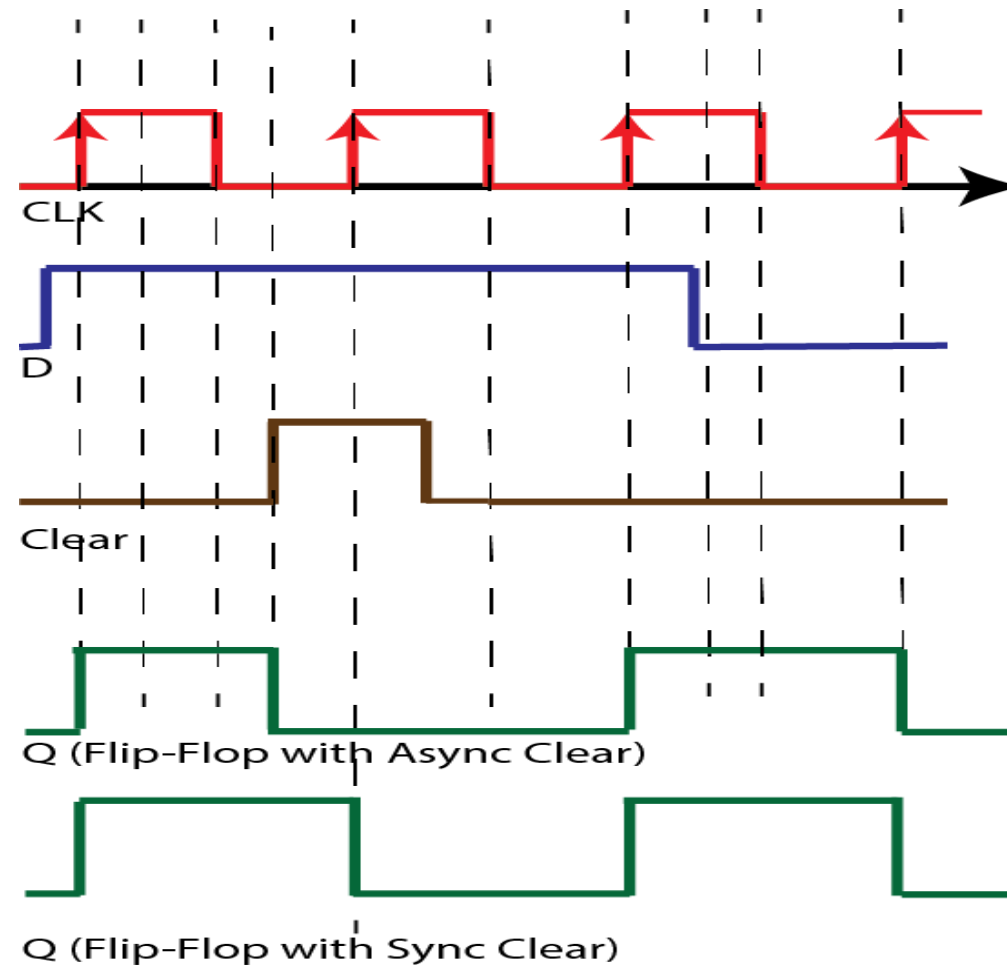 CLK
D
Clear
Q (Flip-Flop with Async Clear)
Q (Flip-Flop with Sync Clear)